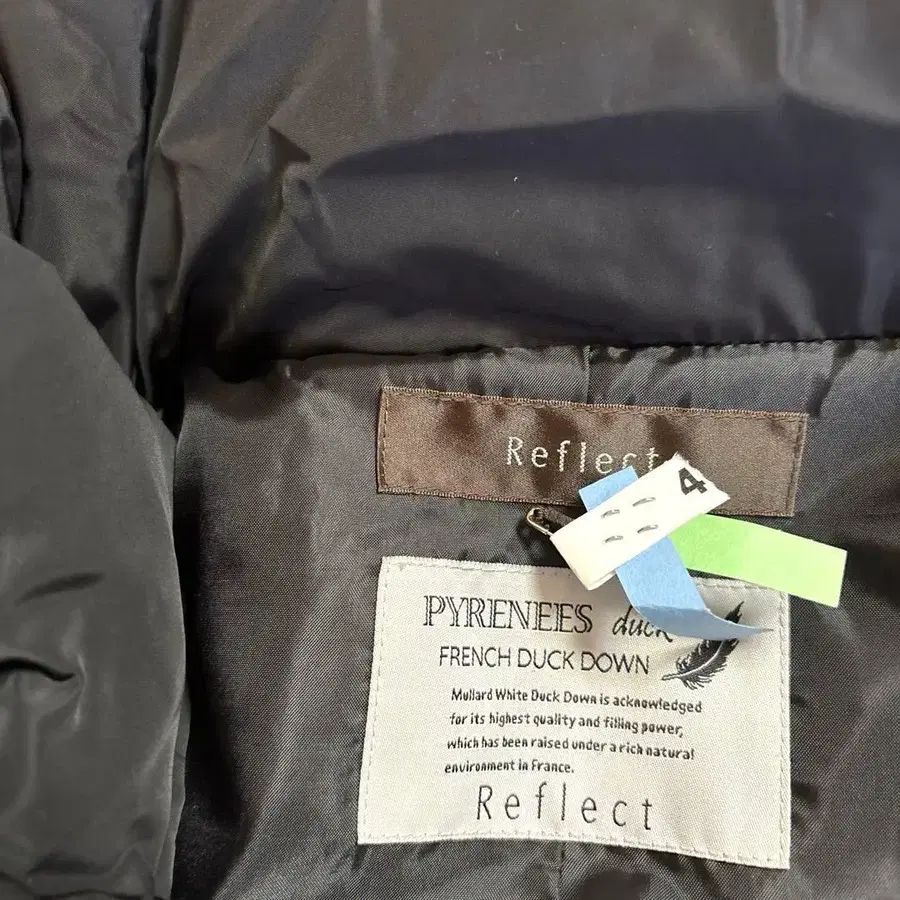 Reflect
4
PYRENEES duck
FRENCH DUCK DOWN
Mullard White Duck Down is acknowledged
for its highest quality and filling power,
which has been raised under a rich natural
environment in France.
Reflect